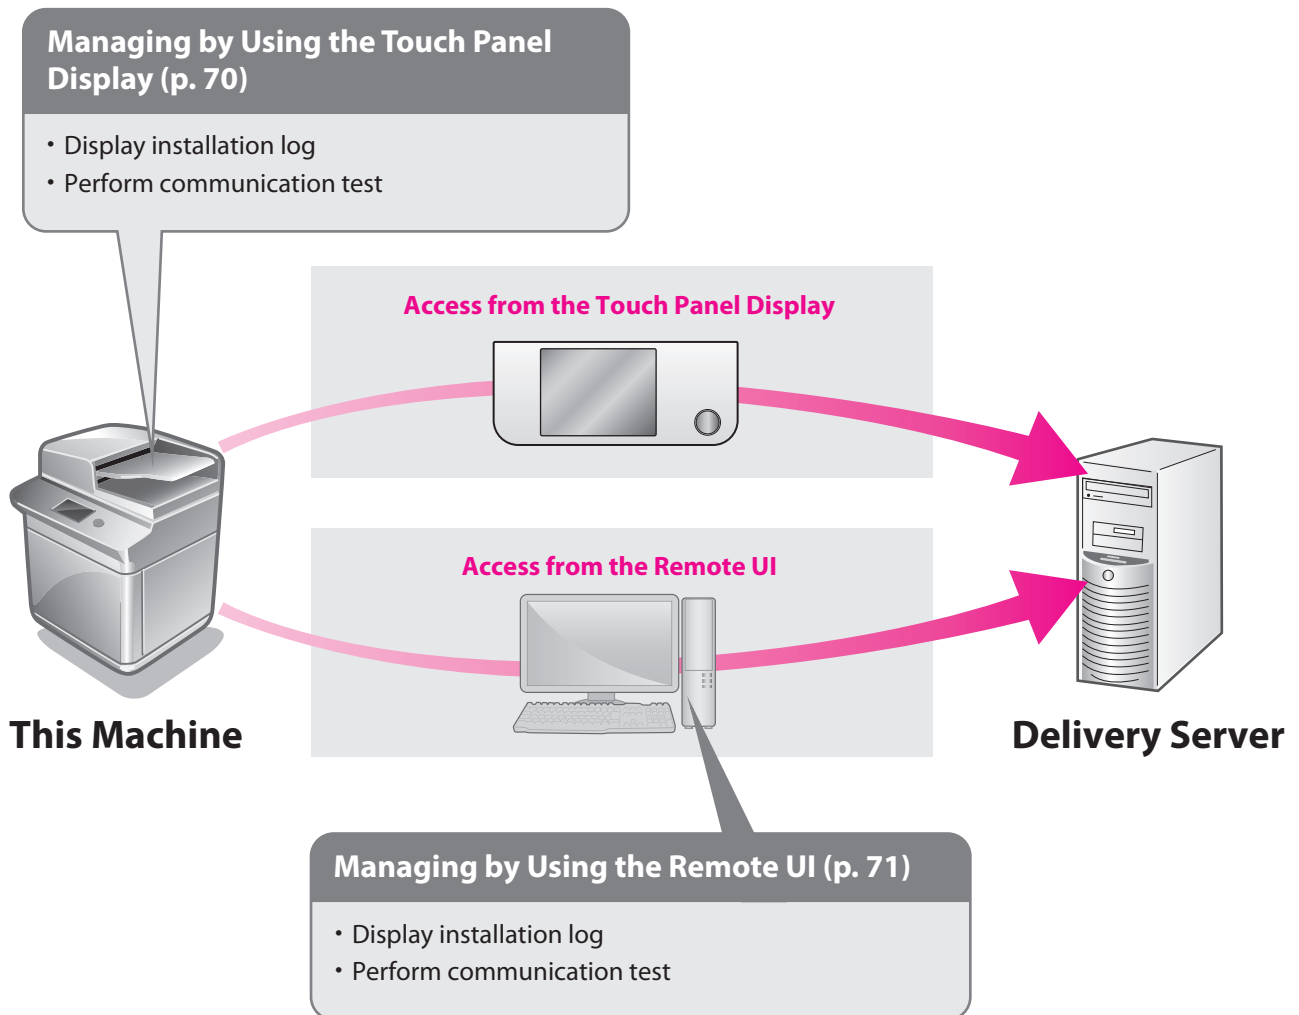 Managing by Using the Touch Panel
Display (p. 70)
• Display installation log
• Perform communication test
Access from the Touch Panel Display
Access from the Remote UI
This Machine
Delivery Server
Managing by Using the Remote UI (p. 71)
• Display installation log
• Perform communication test